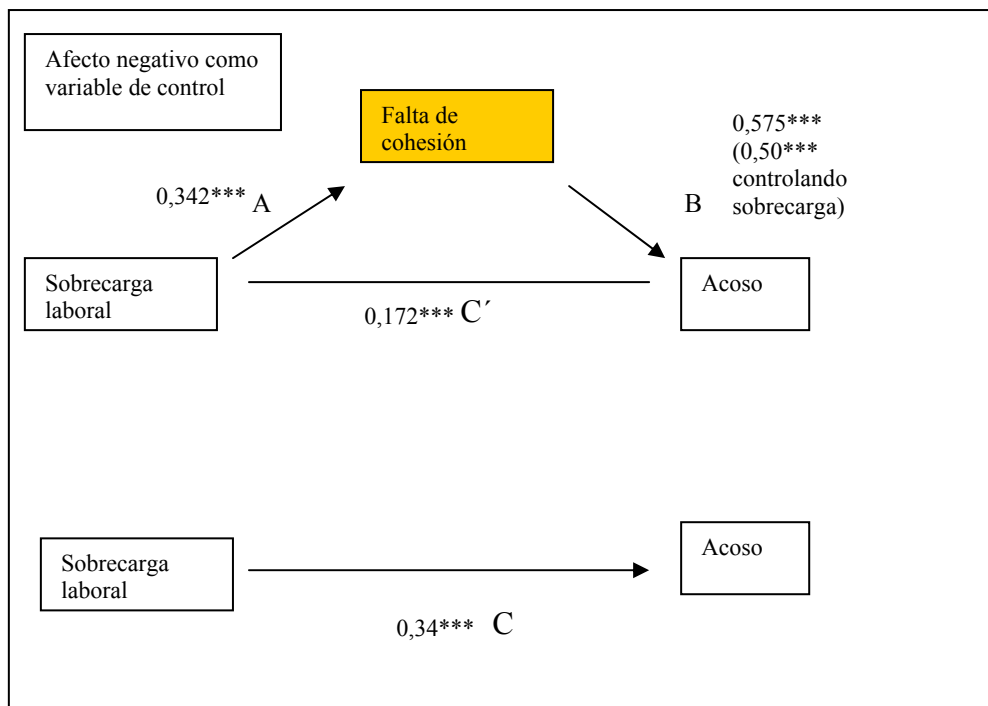 Afecto negativo como
variable de control
Falta de
cohesión
0,575***
(0,50***
controlando
sobrecarga)
0,342*** A
B
Sobrecarga
laboral
Acoso
0,172*** C´
Sobrecarga
laboral
Acoso
0,34*** C